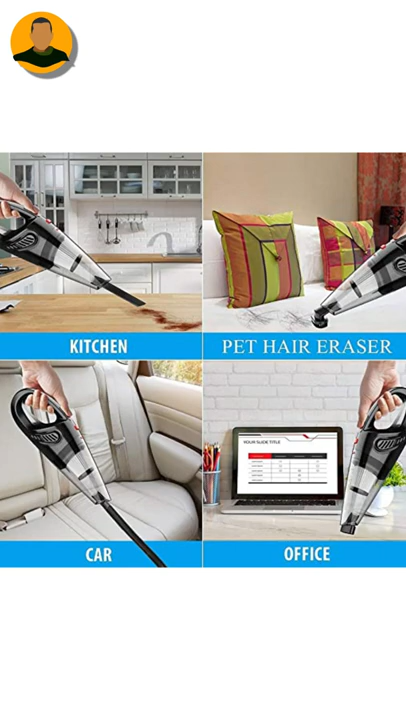 KITCHEN
PET HAIR ERASER
YOUR SLIDE TITLE
CAR
OFFICE